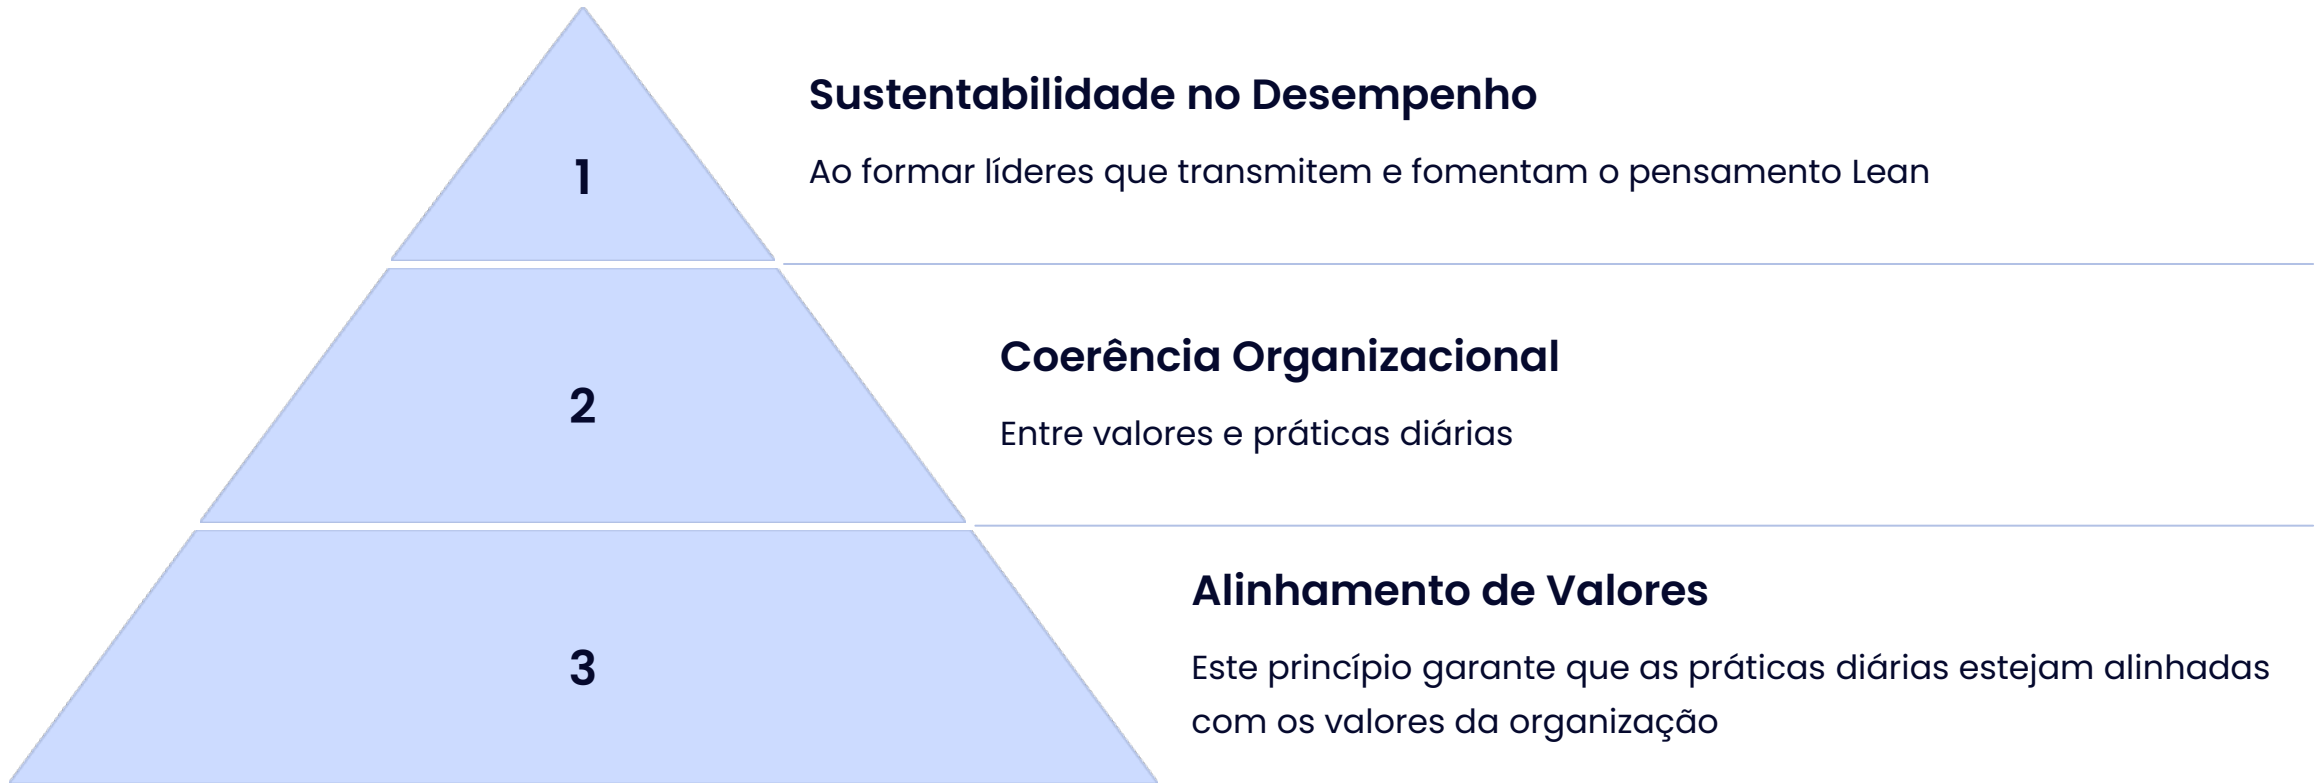 1
Sustentabilidade no Desempenho
Ao formar líderes que transmitem e fomentam o pensamento Lean
2
Coerência Organizacional
Entre valores e práticas diárias
3
Alinhamento de Valores
Este princípio garante que as práticas diárias estejam alinhadas
com os valores da organização